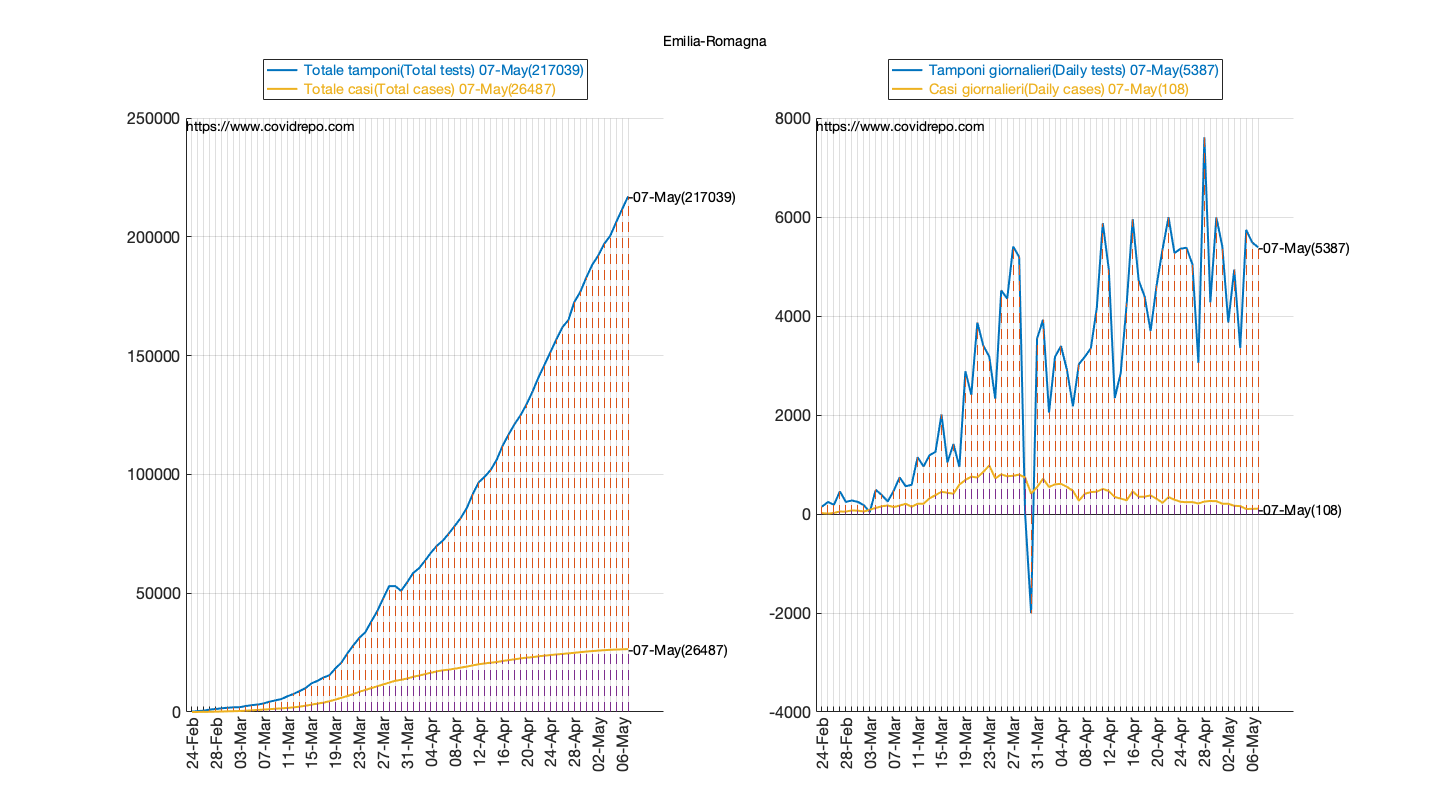 Emilia-Romagna
Totale tamponi(Total tests) 07-May(217039)
Totale casi(Total cases) 07-May(26487)
250000
https://www.covidrepo.com
200000
150000
100000
50000
0
-07-May(217039)
-07-May(26487)
24-Feb
28-Feb
03-Mar
07-Mar
11-Mar
15-Mar
19-Mar
23-Mar
27-Mar
31-Mar
04-Apr
08-Apr
12-Apr
16-Apr
20-Apr
24-Apr
28-Apr
02-May
06-May
Tamponi giornalieri(Daily tests) 07-May(5387)
Casi giornalieri(Daily cases) 07-May(108)
8000
https://www.covidrepo.com
6000
4000
2000
0
-2000
-4000
-07-May(5387)
-07-May(108)
24-Feb
28-Feb
03-Mar
07-Mar
11-Mar
15-Mar
19-Mar
23-Mar
27-Mar
31-Mar
04-Apr
08-Apr
12-Apr
16-Apr
20-Apr
24-Apr
28-Apr
02-May
06-May